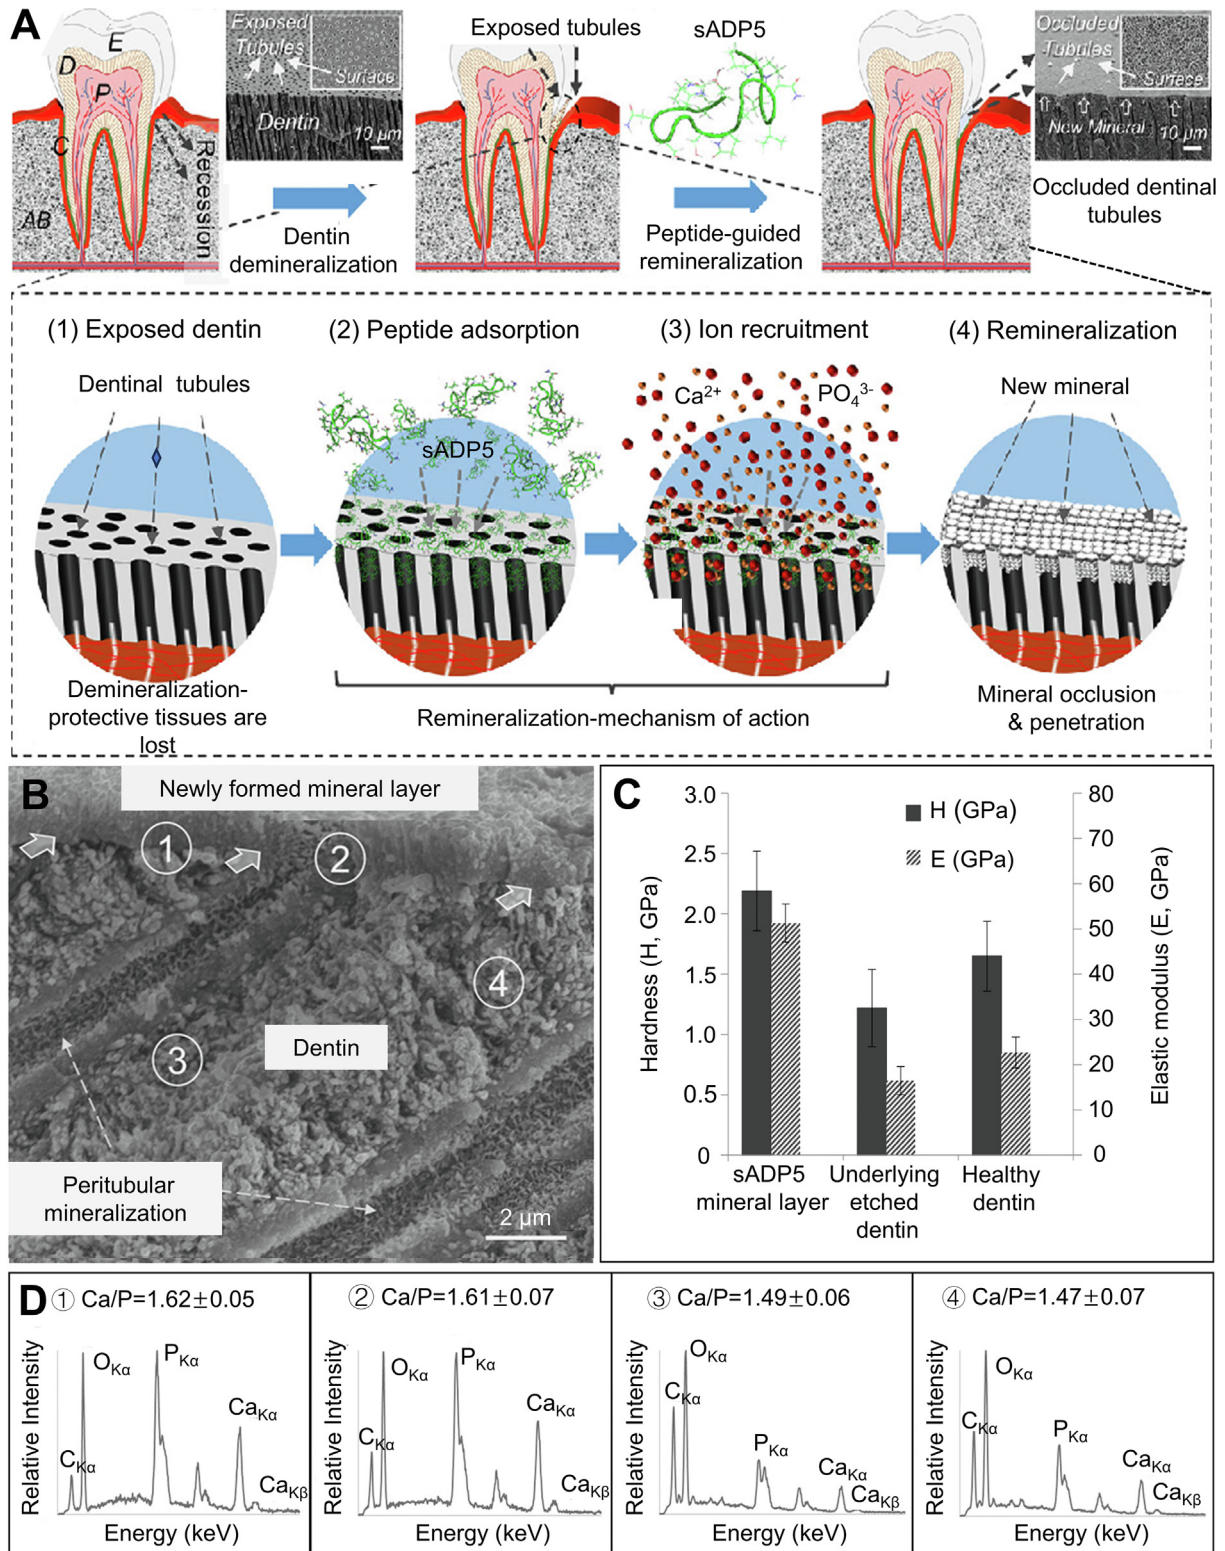 A
E
D
P
C
AB
Recession
Exposed
Tubules
Surface
Dentin
10 μm
Dentin
demineralization
Exposed tubules
sADP5
Peptide-guided
remineralization
Occluded
Tubules
Surface
New Mineral
10 μm
Occluded dentinal
tubules
(1) Exposed dentin
(2) Peptide adsorption
(3) Ion recruitment
(4) Remineralization
Dentinal tubules
sADP5
Ca2+
PO43-
New mineral
Demineralization-
protective tissues are
lost
Remineralization-mechanism of action
Mineral occlusion
& penetration
B
Newly formed mineral layer
1
2
3
4
Dentin
Peritubular
mineralization
2 μm
C
3.0
2.5
2.0
1.5
1.0
0.5
0
Hardness (H, GPa)
H (GPa)
E (GPa)
80
70
60
50
40
30
20
10
0
Elastic modulus (E, GPa)
sADP5
mineral layer
Underlying
etched
dentin
Healthy
dentin
D
① Ca/P=1.62±0.05
Relative Intensity
CKα
OKα
PKα
CaKα
CaKβ
Energy (keV)
② Ca/P=1.61±0.07
Relative Intensity
CKα
OKα
PKα
CaKα
CaKβ
Energy (keV)
③ Ca/P=1.49±0.06
Relative Intensity
CKα
OKα
PKα
CaKα
CaKβ
Energy (keV)
④ Ca/P=1.47±0.07
Relative Intensity
CKα
OKα
PKα
CaKα
CaKβ
Energy (keV)